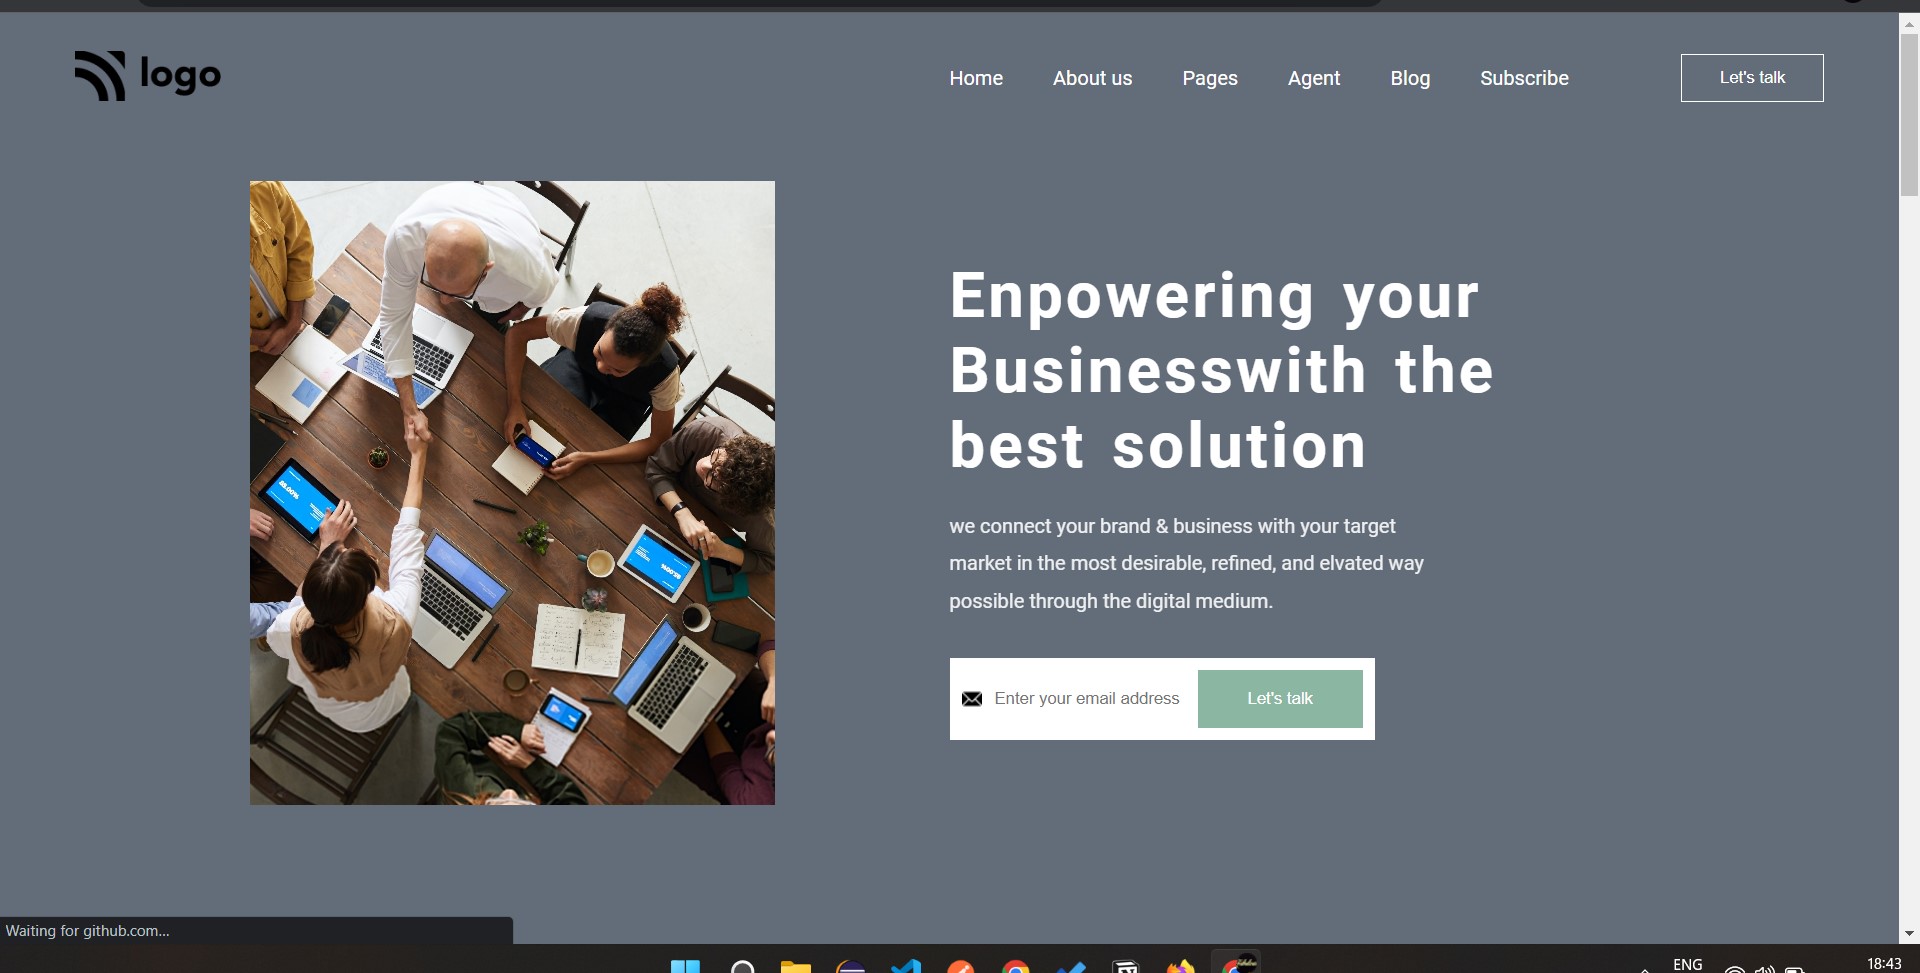 logo
Home About us Pages Agent Blog Subscribe Let's talk
Enpowering your
Businesswith the
best solution
we connect your brand & business with your target
market in the most desirable, refined, and elvated way
possible through the digital medium.
Enter your email address Let's talk
Waiting for github.com...
ENG 18:43